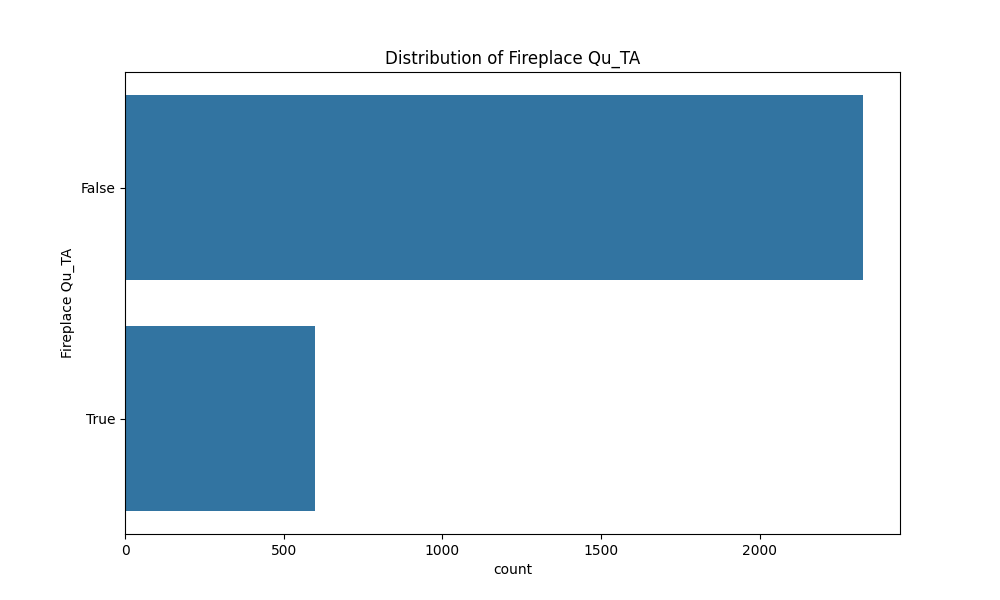 Distribution of Fireplace Qu_TA
Fireplace Qu_TA
False
True
0 500 1000 1500 2000
count